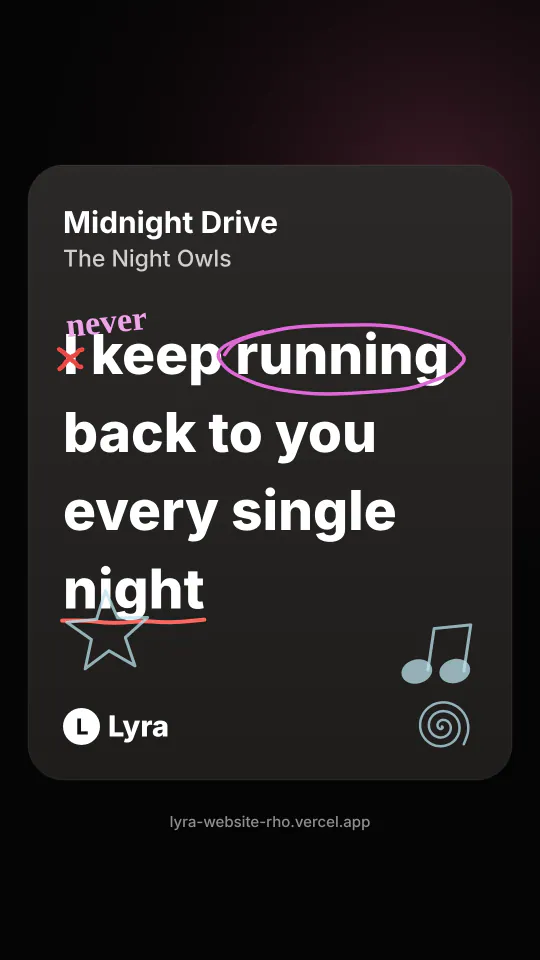 Midnight Drive
The Night Owls
never
I keep running
back to you
every single
night
L Lyra
lyra-website-rho.vercel.app